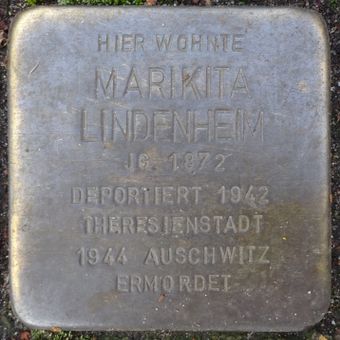 HIER WOHNTE
MARIKITA
LINDENHEIM
JG. 1872
DEPORTIERT 1942
THERESIENSTADT
1944 AUSCHWITZ
ERMORDET